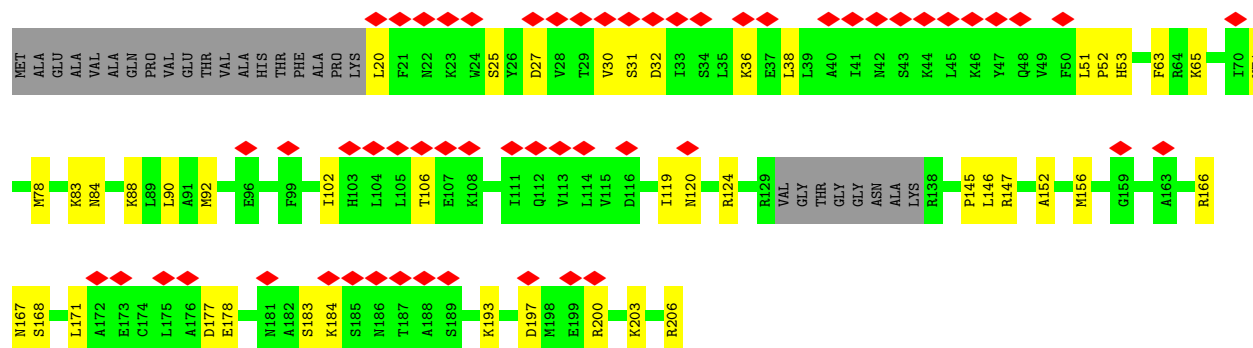 MET ALA GLU ALA VAL ALA GLN PRO VAL GLU THR VAL ALA HIS THR PHE ALA PRO LYS L20 F21 N22 K23 W24 S25 Y26 D27 V28 T29 V30 S31 D32 I33 S34 L35 K36 E37 L38 L39 A40 I41 N42 S43 K44 L45 K46 Y47 Q48 V49 F50 L51 P52 H53 F63 R64 K65 I70
M78 K83 N84 K88 L89 L90 A91 M92 E96 F99 I102 H103 L104 L105 T106 E107 K108 I111 Q112 V113 L114 V115 D116 I119 N120 R124 R129 VAL GLY THR GLY GLY ASN ALA LYS R138 P145 L146 R147 A152 M156 G159 A163 R166
N167 S168 L171 A172 E173 C174 L175 A176 D177 E178 N181 A182 S183 K184 S185 N186 T187 A188 S189 K193 D197 M198 E199 R200 K203 R206